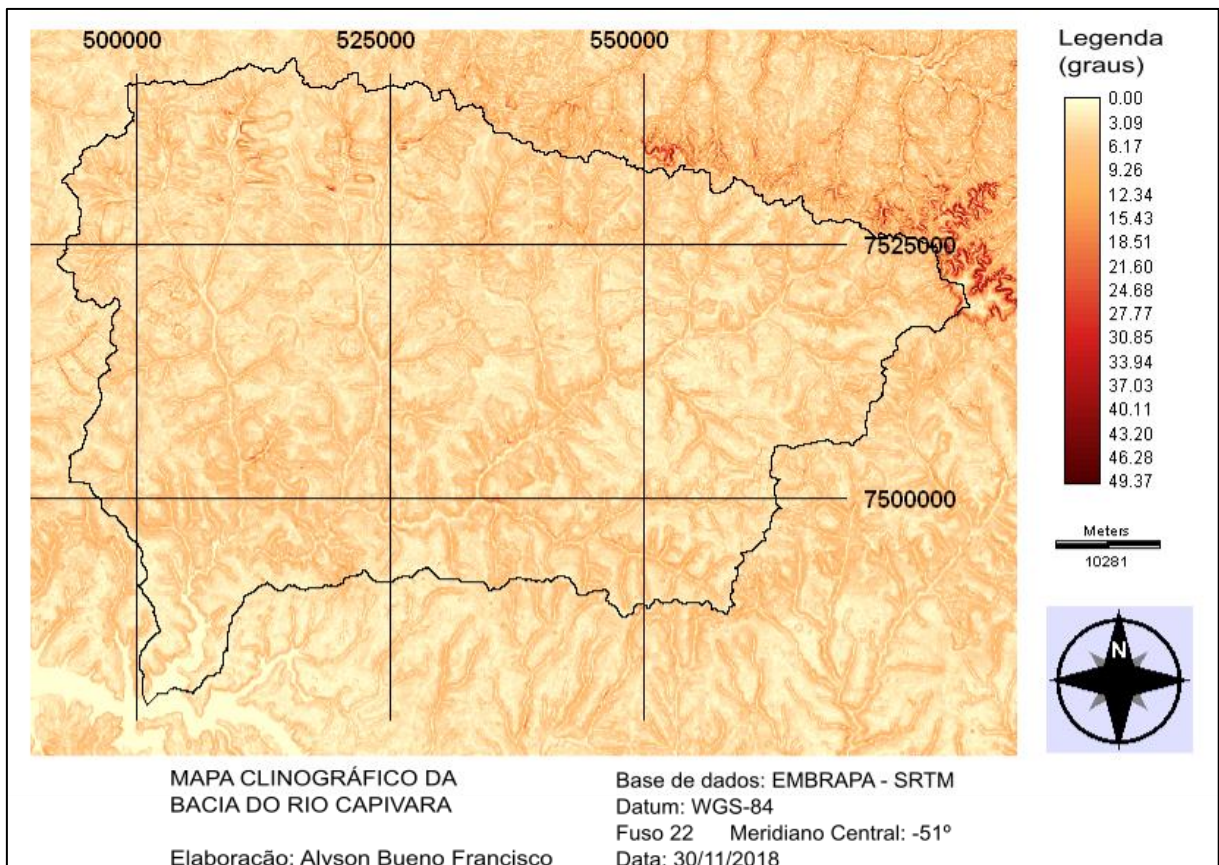 500000
525000
550000
7525000
7500000
Legenda
(graus)
0.00
3.09
6.17
9.26
12.34
15.43
18.51
21.60
24.68
27.77
30.85
33.94
37.03
40.11
43.20
46.28
49.37
Meters
10281
N
MAPA CLINOGRÁFICO DA
BACIA DO RIO CAPIVARA
Elaboração: Alyson Bueno Francisco
Base de dados: EMBRAPA - SRTM
Datum: WGS-84
Fuso 22 Meridiano Central: -51º
Data: 30/11/2018